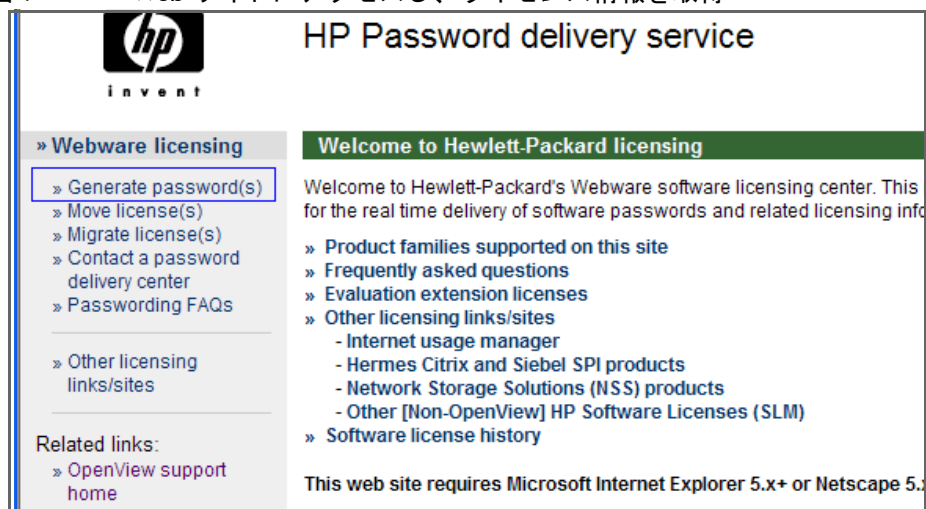 hp
invent
HP Password delivery service
» Webware licensing
» Generate password(s)
» Move license(s)
» Migrate license(s)
» Contact a password
delivery center
» Passwording FAQs
» Other licensing
links/sites
Related links:
» OpenView support
home
Welcome to Hewlett-Packard licensing
Welcome to Hewlett-Packard's Webware software licensing center. This
for the real time delivery of software passwords and related licensing info
» Product families supported on this site
» Frequently asked questions
» Evaluation extension licenses
» Other licensing links/sites
- Internet usage manager
- Hermes Citrix and Siebel SPI products
- Network Storage Solutions (NSS) products
- Other [Non-OpenView] HP Software Licenses (SLM)
» Software license history
This web site requires Microsoft Internet Explorer 5.x+ or Netscape 5.x